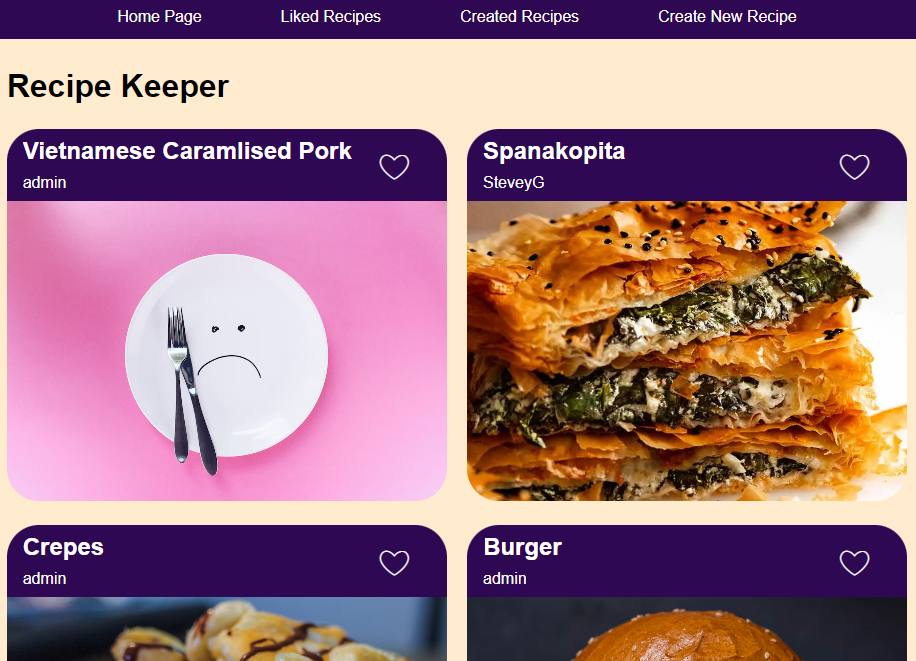 Home Page Liked Recipes Created Recipes Create New Recipe
Recipe Keeper
Vietnamese Caramlised Pork
admin
Spanakopita
SteveyG
Crepes
admin
Burger
admin